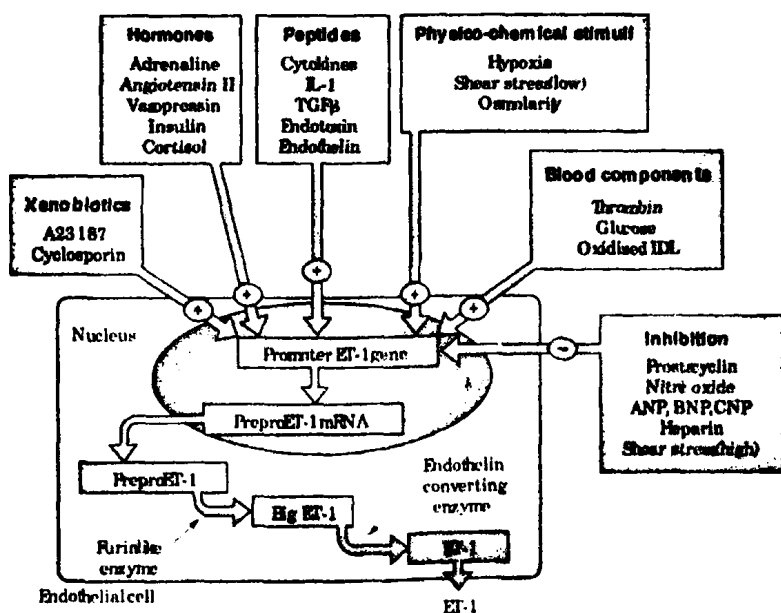 Hormones
Adrenaline
Angiotensin II
Vasopressin
Insulin
Cortisol
Peptides
Cytokines
IL-1
TGFβ
Endotoxin
Endothelin
Physico-chemical stimuli
Hypoxia
Shear stress(low)
Osmolarity
Xenobiotics
A23187
Cyclosporin
Blood components
Thrombin
Glucose
Oxidised LDL
+
+
+
+
+
Nucleus
Promoter ET-1 gene
−
Inhibition
Prostacyclin
Nitric oxide
ANP, BNP, CNP
Heparin
Shear stress(high)
PreproET-1 mRNA
PreproET-1
Big ET-1
Endothelin
converting
enzyme
Furinlike
enzyme
ET-1
Endothelial cell
ET-1